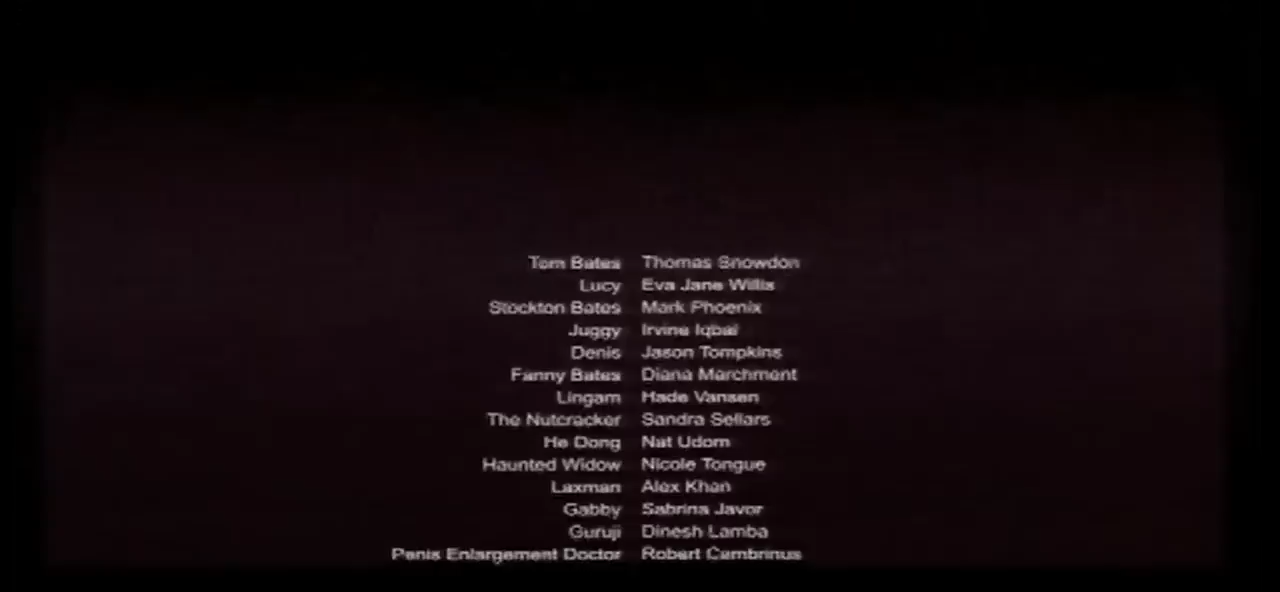 Tom Bates Thomas Snowdon
Lucy Eva Jane Willis
Stockton Bates Mark Phoenix
Juggy Irvine Iqbal
Denis Jason Tompkins
Fanny Bates Diana Marchment
Lingam Hade Vansen
The Nutcracker Sandra Sellars
He Dong Nat Udom
Haunted Widow Nicole Tongue
Laxman Alex Khan
Gabby Sabrina Javor
Guruji Dinesh Lamba
Penis Enlargement Doctor Robert Cambrinus